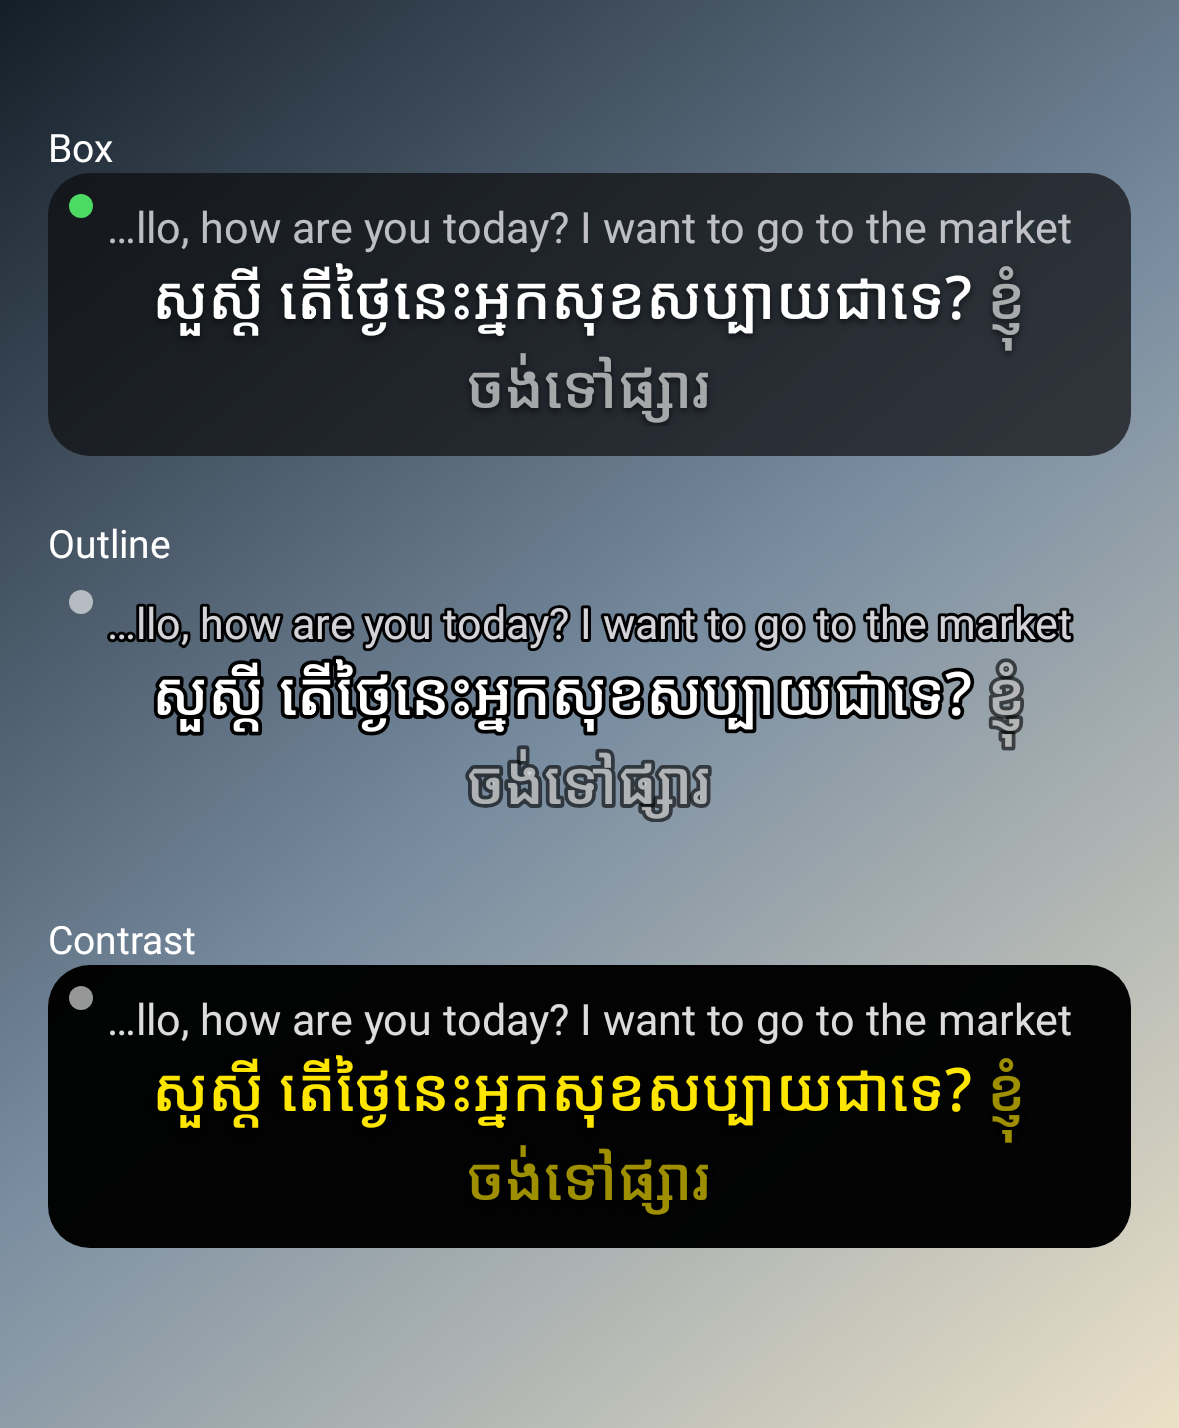 Box
…llo, how are you today? I want to go to the market
សួស្តី តើថ្ងៃនេះអ្នកសុខសប្បាយជាទេ? ខ្ញុំ
ចង់ទៅផ្សារ
Outline
…llo, how are you today? I want to go to the market
សួស្តី តើថ្ងៃនេះអ្នកសុខសប្បាយជាទេ? ខ្ញុំ
ចង់ទៅផ្សារ
Contrast
…llo, how are you today? I want to go to the market
សួស្តី តើថ្ងៃនេះអ្នកសុខសប្បាយជាទេ? ខ្ញុំ
ចង់ទៅផ្សារ